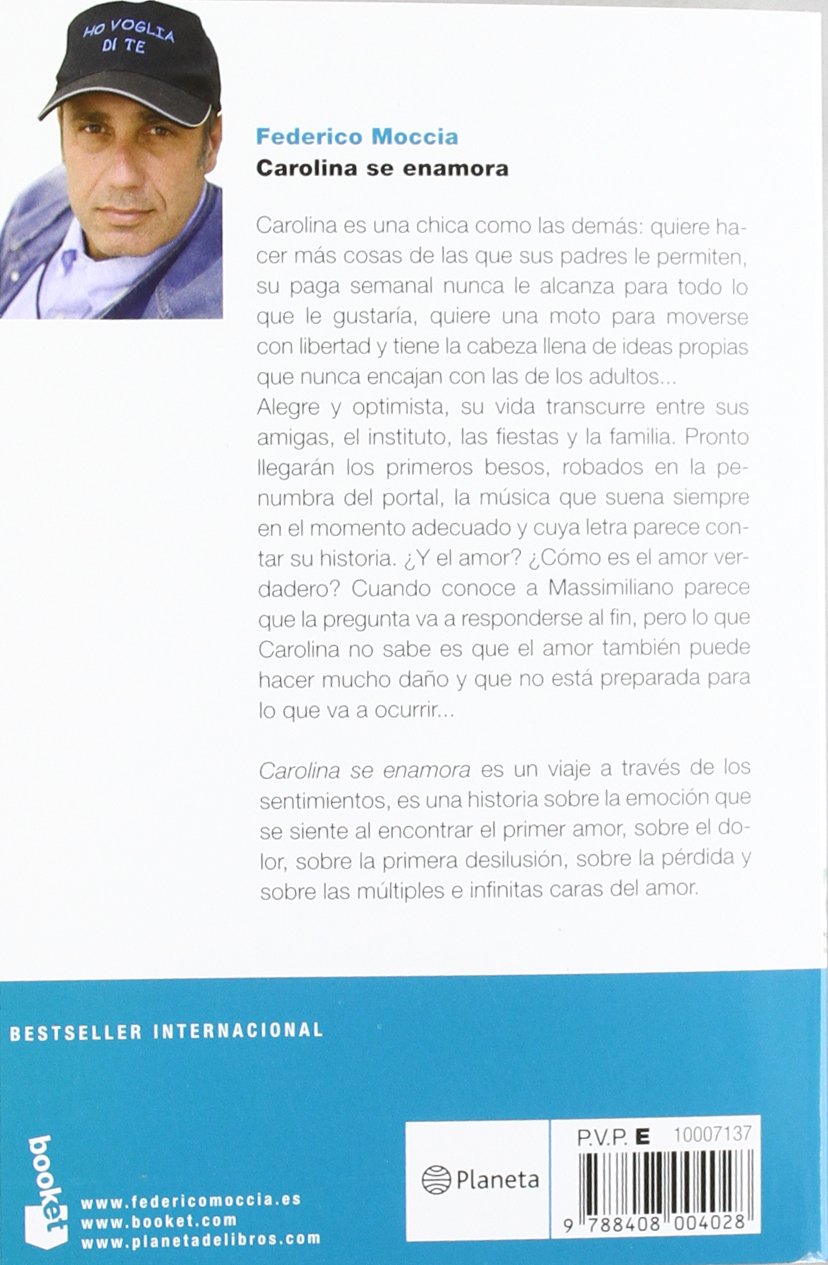 HO VOGLIA
DI TE
Federico Moccia
Carolina se enamora
Carolina es una chica como las demás: quiere ha-
cer más cosas de las que sus padres le permiten,
su paga semanal nunca le alcanza para todo lo
que le gustaría, quiere una moto para moverse
con libertad y tiene la cabeza llena de ideas propias
que nunca encajan con las de los adultos...
Alegre y optimista, su vida transcurre entre sus
amigas, el instituto, las fiestas y la familia. Pronto
llegarán los primeros besos, robados en la pe-
numbra del portal, la música que suena siempre
en el momento adecuado y cuya letra parece con-
tar su historia. ¿Y el amor? ¿Cómo es el amor ver-
dadero? Cuando conoce a Massimiliano parece
que la pregunta va a responderse al fin, pero lo que
Carolina no sabe es que el amor también puede
hacer mucho daño y que no está preparada para
lo que va a ocurrir...
Carolina se enamora es un viaje a través de los
sentimientos, es una historia sobre la emoción que
se siente al encontrar el primer amor, sobre el do-
lor, sobre la primera desilusión, sobre la pérdida y
sobre las múltiples e infinitas caras del amor.
BESTSELLER INTERNACIONAL
booket
www.federicomoccia.es
www.booket.com
www.planetadelibros.com
Planeta
P.V.P. E 10007137
9 788408 004028